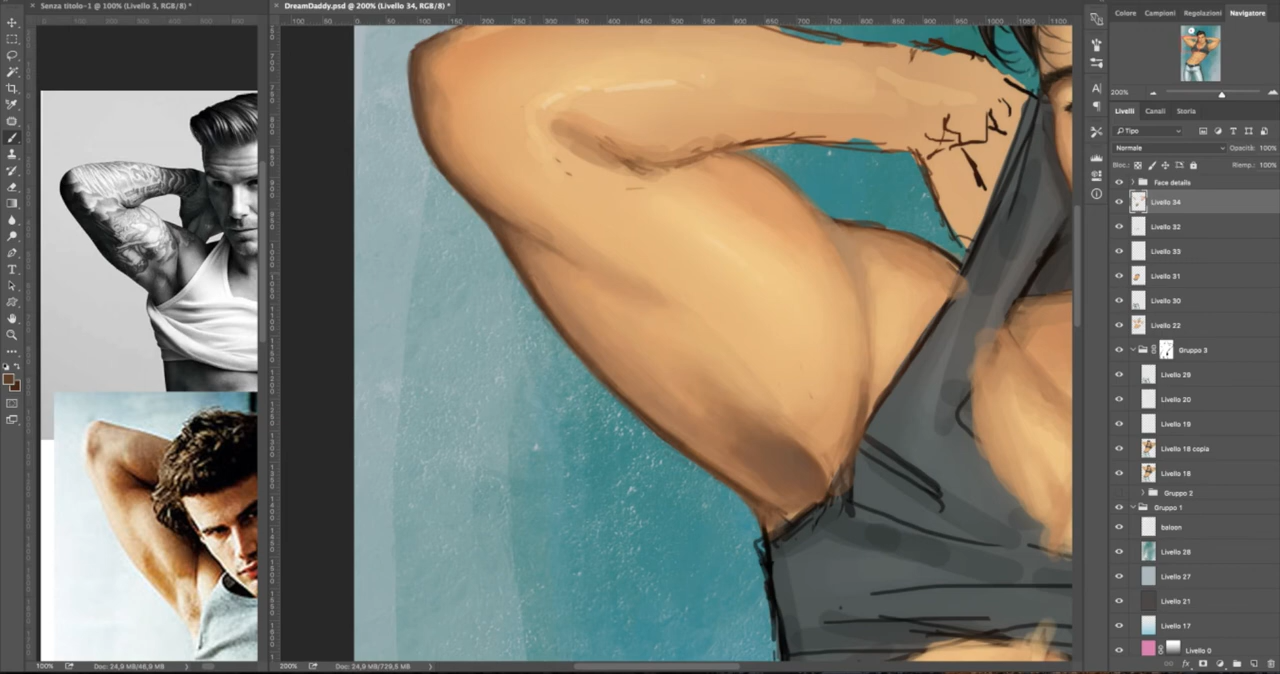 Senza titolo-1 @ 100% (Livello 3, RGB/8) *
DreamDaddy.psd @ 200% (Livello 34, RGB/8) *
Colore Campioni Regolazioni Navigatore
200%
Livelli Canali Storia
Tipo
Normale Opacità: 100%
Bloc.: Riemp.: 100%
Face details
Livello 34
Livello 32
Livello 33
Livello 31
Livello 30
Livello 22
Gruppo 3
Livello 29
Livello 20
Livello 19
Livello 18 copia
Livello 18
Gruppo 2
Gruppo 1
baloon
Livello 28
Livello 27
Livello 21
Livello 17
Livello 0
100% Doc: 24,9 MB/46,9 MB
200% Doc: 24,9 MB/729,5 MB